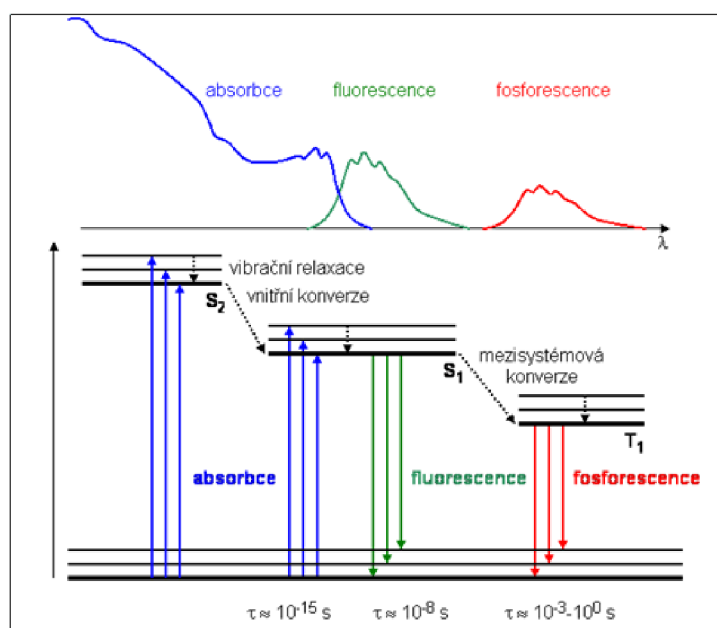 absorbce
fluorescence
fosforescence
λ
vibrační relaxace
S₂
vnitřní konverze
S₁
mezisystémová
konverze
T₁
absorbce
fluorescence
fosforescence
τ ≈ 10⁻¹⁵ s
τ ≈ 10⁻⁸ s
τ ≈ 10⁻³-10⁰ s